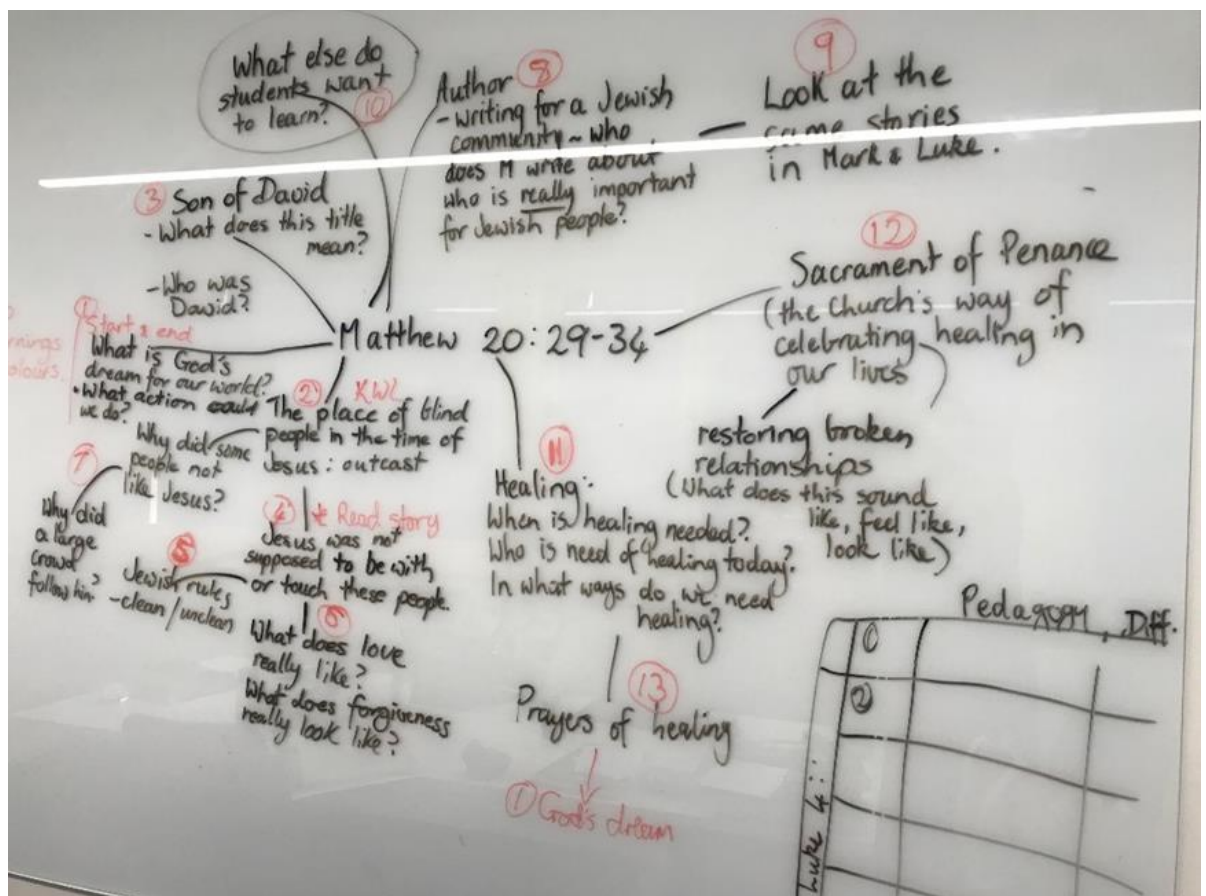 What else do
students want
to learn?
10
Author 8
-writing for a Jewish
community ~ who
does M write about
who is really important
for Jewish people?
9
Look at the
same stories
in Mark & Luke.
3 Son of David
-What does this title
mean?
-Who was
David?
Matthew 20:29-34
12
Sacrament of Penance
(the Church's way of
celebrating healing in
our lives
restoring broken
relationships
(What does this sound
like, feel like,
look like)
1
Start & end
What is God's
dream for our world?
• What action could
we do?
2 KWL
The place of blind
people in the time of
Jesus: outcast
Why did some
people not
like Jesus?
7
Why did
a large
crowd
follow him?
4 * Read story
Jesus was not
supposed to be with
or touch these people.
5
Jewish rules
-clean/unclean
6
What does love
really like?
What does forgiveness
really look like?
11
Healing:
When is healing needed?
Who is need of healing today?
In what ways do we need
healing?
13
Prayers of healing
1 God's dream
Pedagogy, Diff.
1
2
Luke 4: